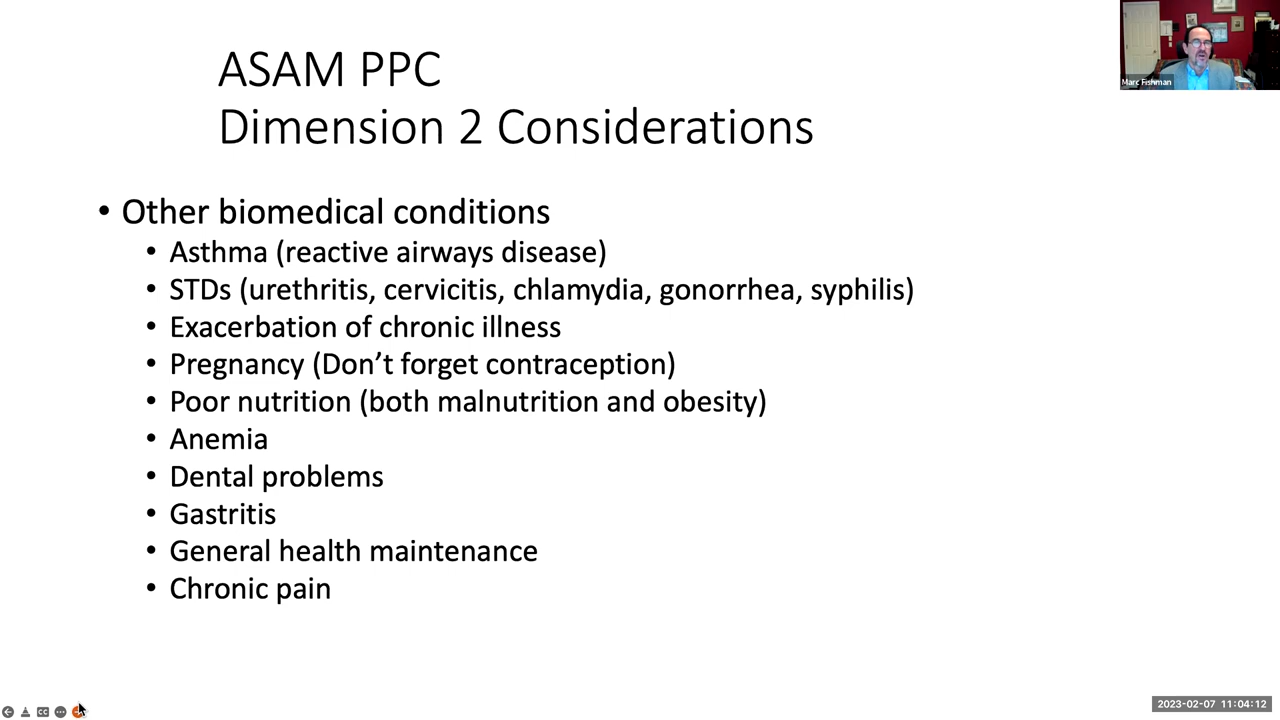 ASAM PPC
Dimension 2 Considerations
Marc Fishman
• Other biomedical conditions
• Asthma (reactive airways disease)
• STDs (urethritis, cervicitis, chlamydia, gonorrhea, syphilis)
• Exacerbation of chronic illness
• Pregnancy (Don’t forget contraception)
• Poor nutrition (both malnutrition and obesity)
• Anemia
• Dental problems
• Gastritis
• General health maintenance
• Chronic pain
CC
2023-02-07 11:04:12